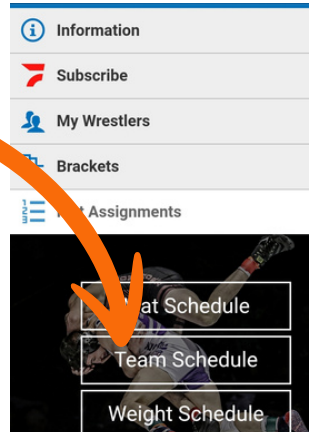 Information
Subscribe
My Wrestlers
Brackets
Assignments
Schedule
Team Schedule
Weight Schedule